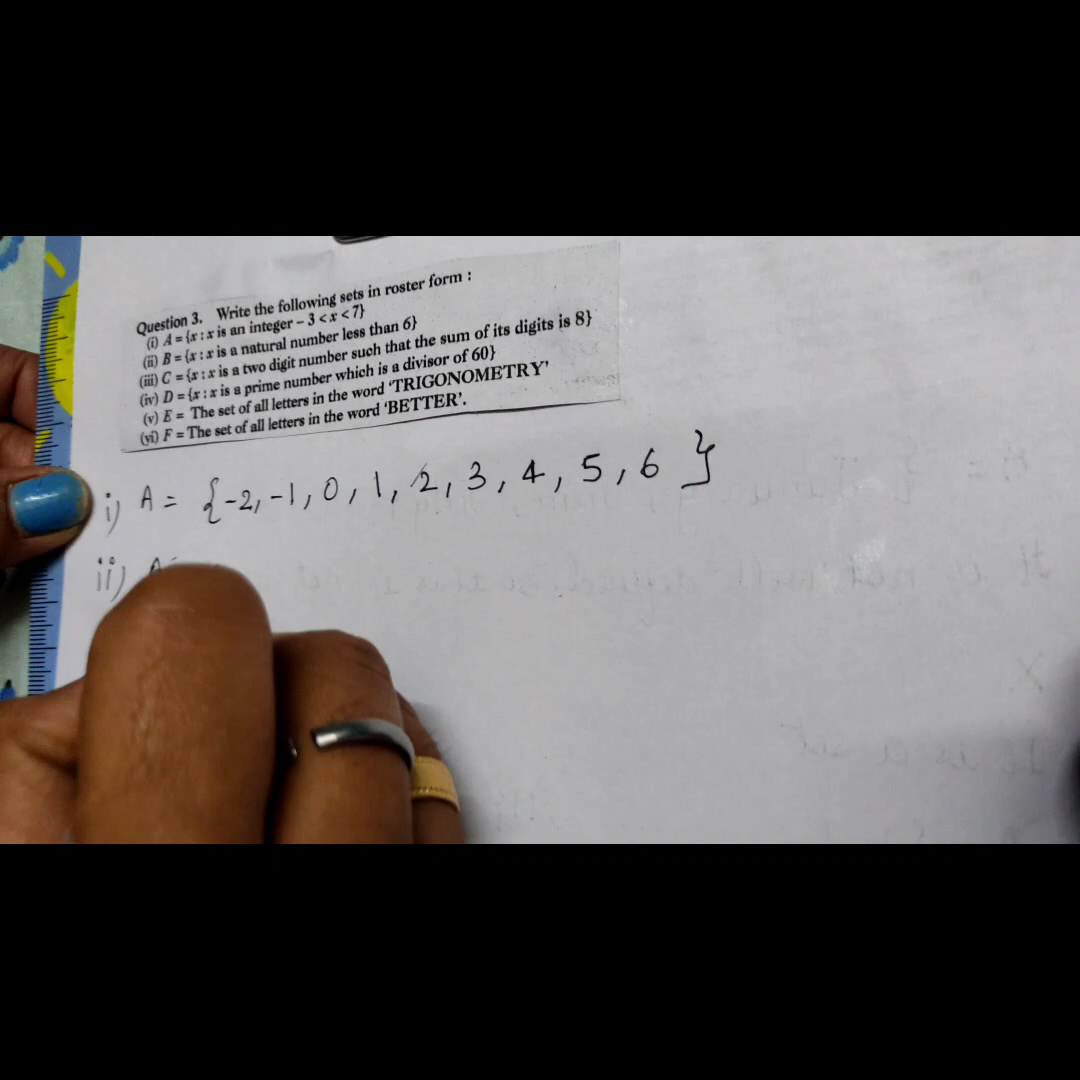 Question 3. Write the following sets in roster form :
(i) A = {x : x is an integer – 3 < x < 7}
(ii) B = {x : x is a natural number less than 6}
(iii) C = {x : x is a two digit number such that the sum of its digits is 8}
(iv) D = {x : x is a prime number which is a divisor of 60}
(v) E = The set of all letters in the word ‘TRIGONOMETRY’
(vi) F = The set of all letters in the word ‘BETTER’.
i) A = {-2, -1, 0, 1, 2, 3, 4, 5, 6 }
ii)